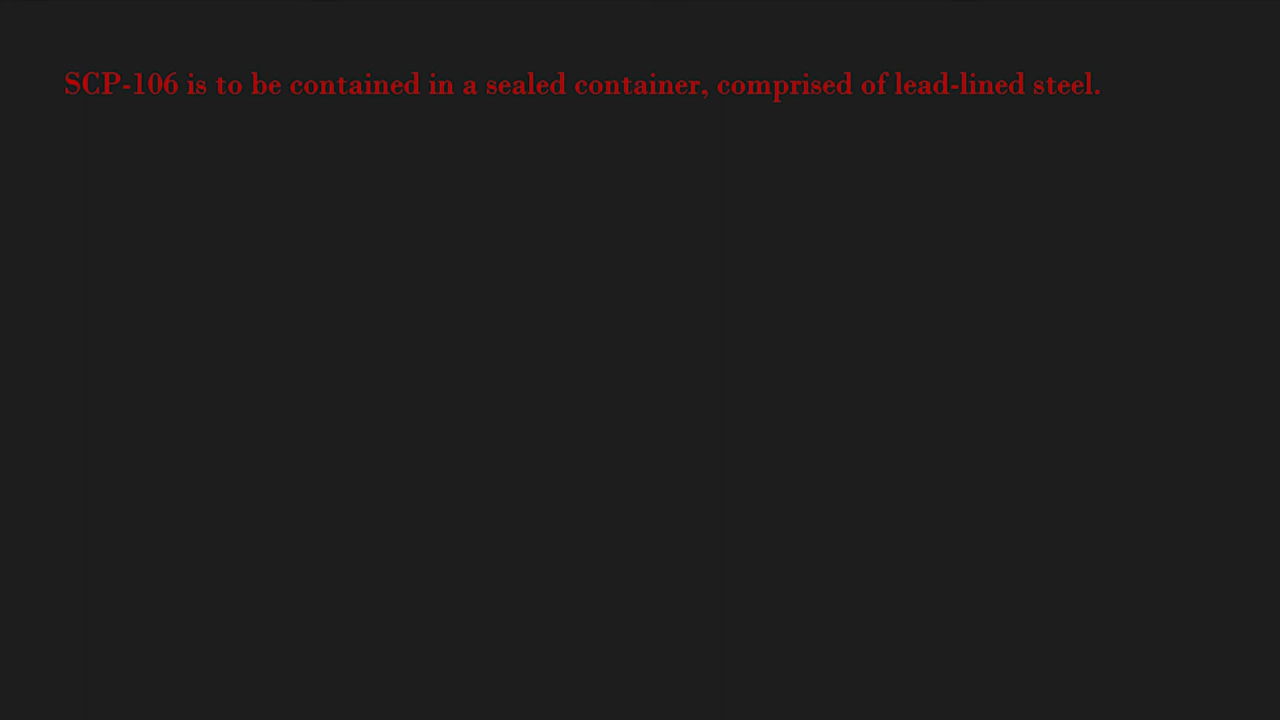 SCP-106 is to be contained in a sealed container, comprised of lead-lined steel.